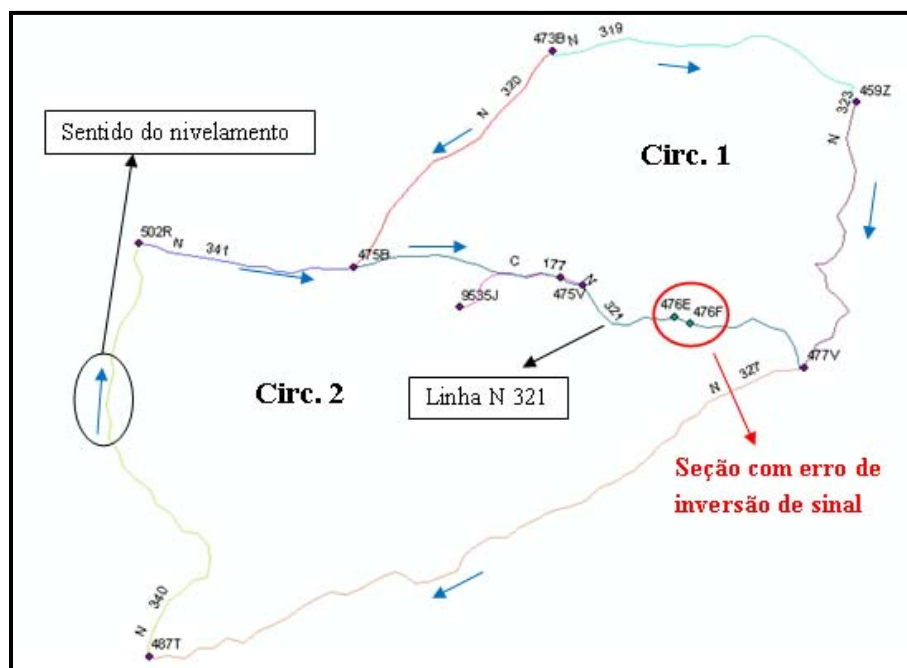 473B
N 319
459Z
N 320
N 323
Sentido do nivelamento
Circ. 1
502R
N 341
475B
C 177
475V
N 321
9535J
476E
476F
477V
Linha N 321
Circ. 2
N 327
Seção com erro de
inversão de sinal
N 340
487T